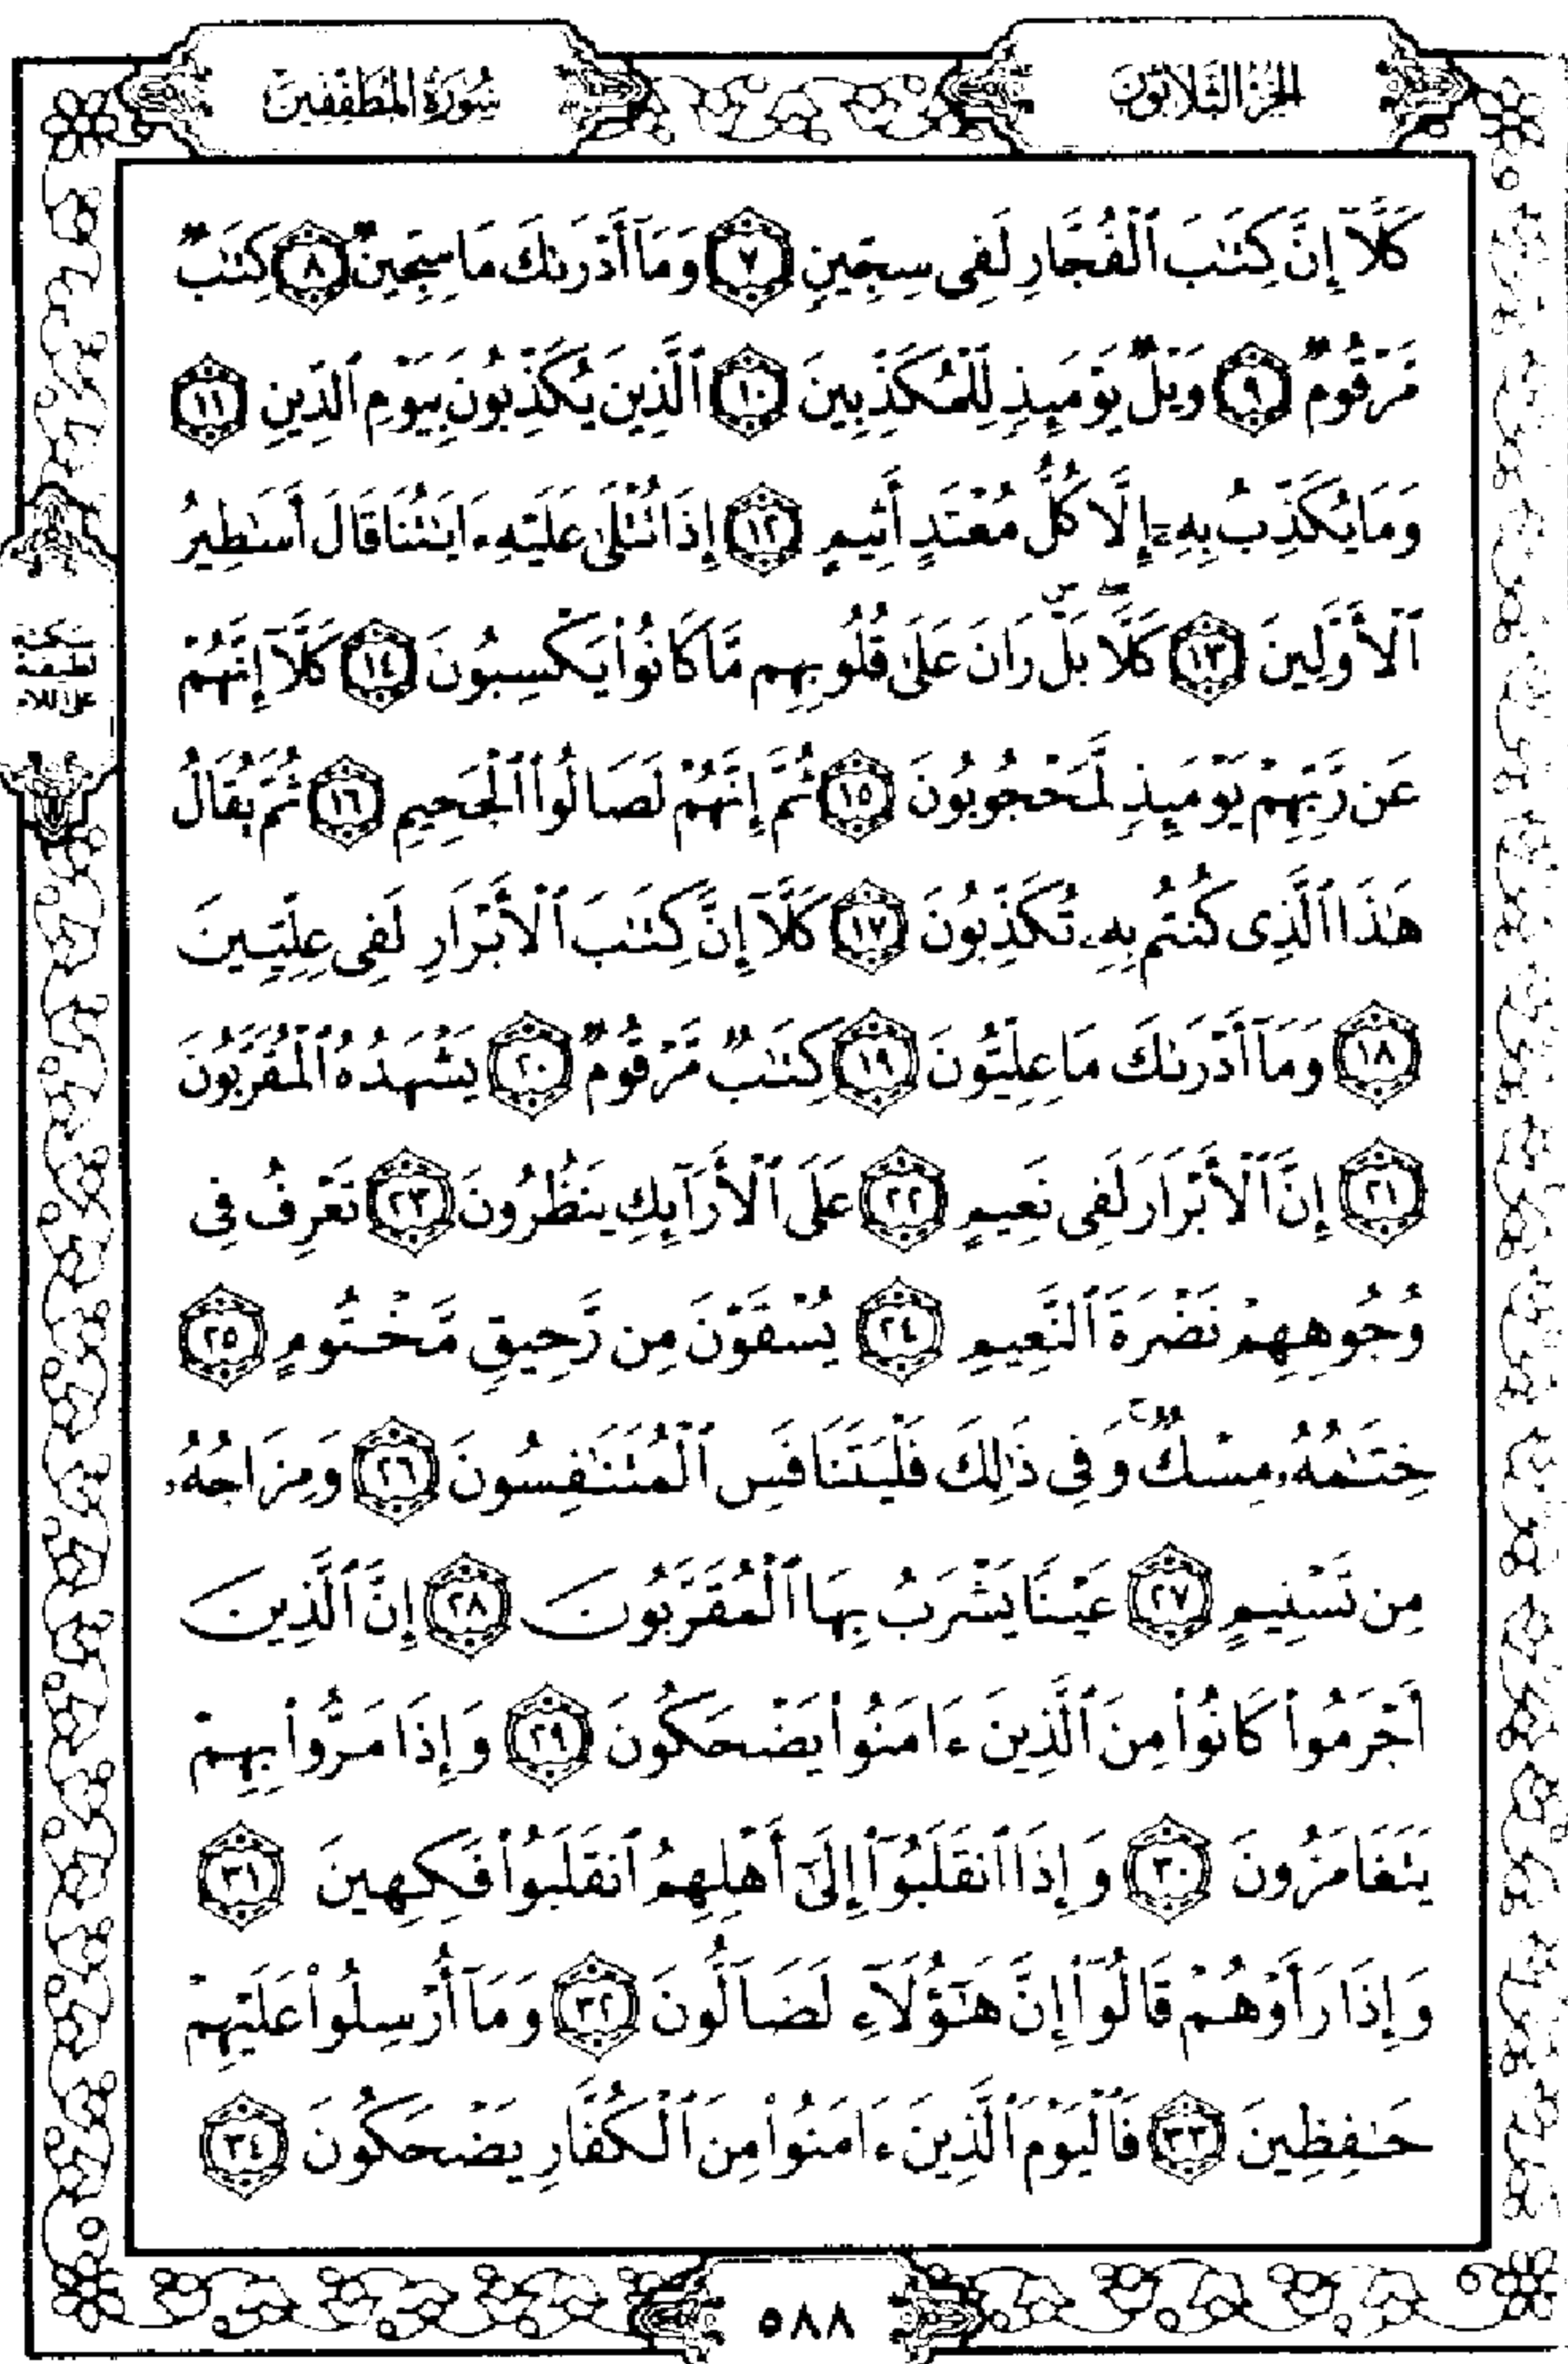 الجزء الثلاثون
سورة المطففين
كَلَّآ إِنَّ كِتَٰبَ ٱلْفُجَّارِ لَفِى سِجِّينٍ ٧ وَمَآ أَدْرَىٰكَ مَا سِجِّينٌ ٨ كِتَٰبٌ
مَّرْقُومٌ ٩ وَيْلٌ يَوْمَئِذٍ لِّلْمُكَذِّبِينَ ١٠ ٱلَّذِينَ يُكَذِّبُونَ بِيَوْمِ ٱلدِّينِ ١١
وَمَا يُكَذِّبُ بِهِۦٓ إِلَّا كُلُّ مُعْتَدٍ أَثِيمٍ ١٢ إِذَا تُتْلَىٰ عَلَيْهِ ءَايَٰتُنَا قَالَ أَسَٰطِيرُ
ٱلْأَوَّلِينَ ١٣ كَلَّا ۖ بَلْ ۜ رَانَ عَلَىٰ قُلُوبِهِم مَّا كَانُوا۟ يَكْسِبُونَ ١٤ كَلَّآ إِنَّهُمْ
سكتة
لطيفة
على اللام
عَن رَّبِّهِمْ يَوْمَئِذٍ لَّمَحْجُوبُونَ ١٥ ثُمَّ إِنَّهُمْ لَصَالُوا۟ ٱلْجَحِيمِ ١٦ ثُمَّ يُقَالُ
هَٰذَا ٱلَّذِى كُنتُم بِهِۦ تُكَذِّبُونَ ١٧ كَلَّآ إِنَّ كِتَٰبَ ٱلْأَبْرَارِ لَفِى عِلِّيِّينَ
١٨ وَمَآ أَدْرَىٰكَ مَا عِلِّيُّونَ ١٩ كِتَٰبٌ مَّرْقُومٌ ٢٠ يَشْهَدُهُ ٱلْمُقَرَّبُونَ
٢١ إِنَّ ٱلْأَبْرَارَ لَفِى نَعِيمٍ ٢٢ عَلَى ٱلْأَرَآئِكِ يَنظُرُونَ ٢٣ تَعْرِفُ فِى
وُجُوهِهِمْ نَضْرَةَ ٱلنَّعِيمِ ٢٤ يُسْقَوْنَ مِن رَّحِيقٍ مَّخْتُومٍ ٢٥
خِتَٰمُهُۥ مِسْكٌ ۚ وَفِى ذَٰلِكَ فَلْيَتَنَافَسِ ٱلْمُتَنَٰفِسُونَ ٢٦ وَمِزَاجُهُۥ
مِن تَسْنِيمٍ ٢٧ عَيْنًا يَشْرَبُ بِهَا ٱلْمُقَرَّبُونَ ٢٨ إِنَّ ٱلَّذِينَ
أَجْرَمُوا۟ كَانُوا۟ مِنَ ٱلَّذِينَ ءَامَنُوا۟ يَضْحَكُونَ ٢٩ وَإِذَا مَرُّوا۟ بِهِمْ
يَتَغَامَزُونَ ٣٠ وَإِذَا ٱنقَلَبُوٓا۟ إِلَىٰٓ أَهْلِهِمُ ٱنقَلَبُوا۟ فَكِهِينَ ٣١
وَإِذَا رَأَوْهُمْ قَالُوٓا۟ إِنَّ هَٰٓؤُلَآءِ لَضَآلُّونَ ٣٢ وَمَآ أُرْسِلُوا۟ عَلَيْهِمْ
حَٰفِظِينَ ٣٣ فَٱلْيَوْمَ ٱلَّذِينَ ءَامَنُوا۟ مِنَ ٱلْكُفَّارِ يَضْحَكُونَ ٣٤
٥٨٨